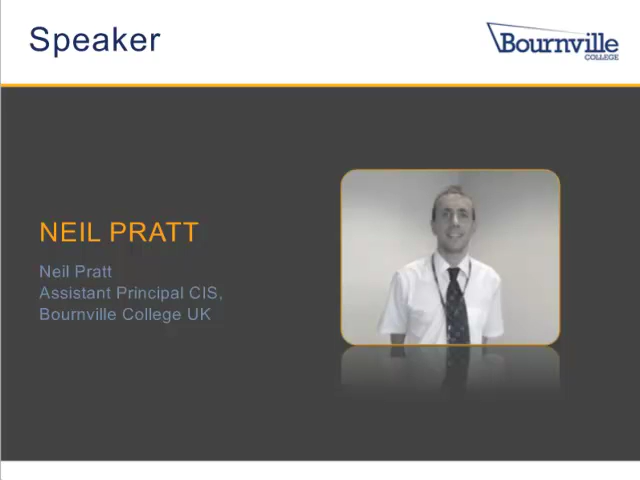 Speaker
Bournville
COLLEGE
NEIL PRATT
Neil Pratt
Assistant Principal CIS,
Bournville College UK